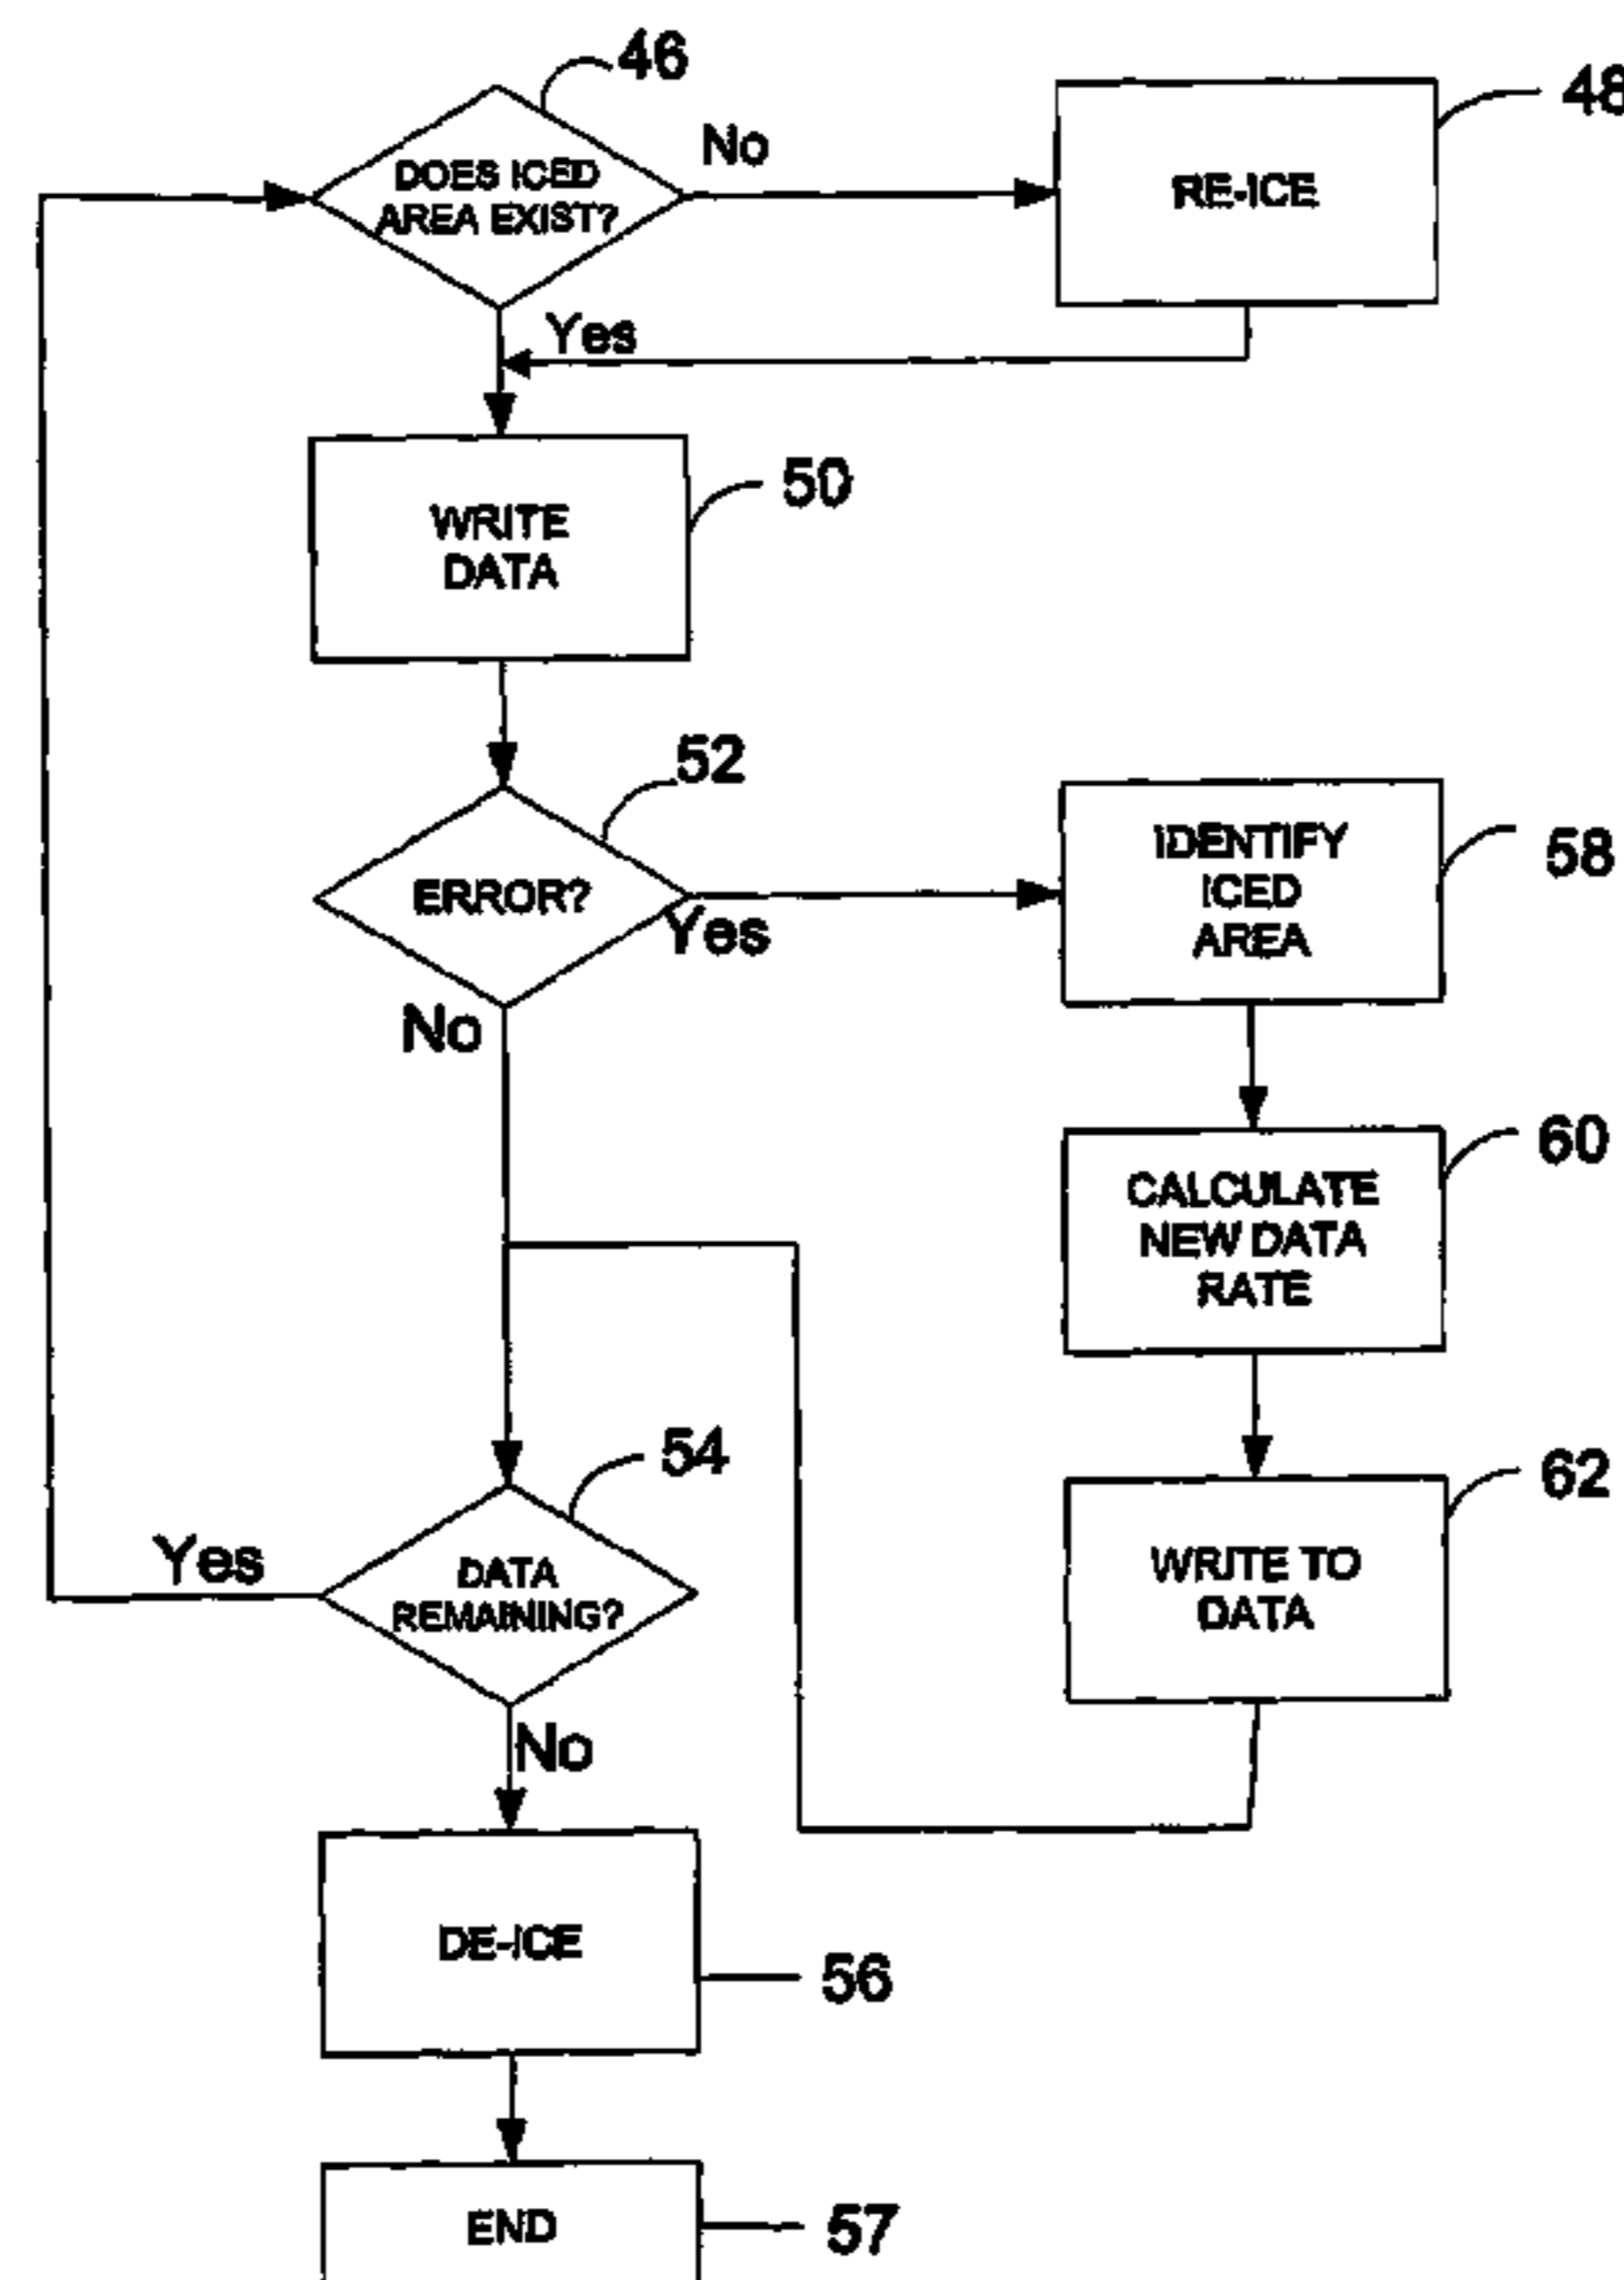 46
DOES ICED
AREA EXIST?
No
RE-ICE
48
Yes
WRITE
DATA
50
52
ERROR?
Yes
No
IDENTIFY
ICED
AREA
58
CALCULATE
NEW DATA
RATE
60
54
DATA
REMAINING?
Yes
No
WRITE TO
DATA
62
DE-ICE
56
END
57